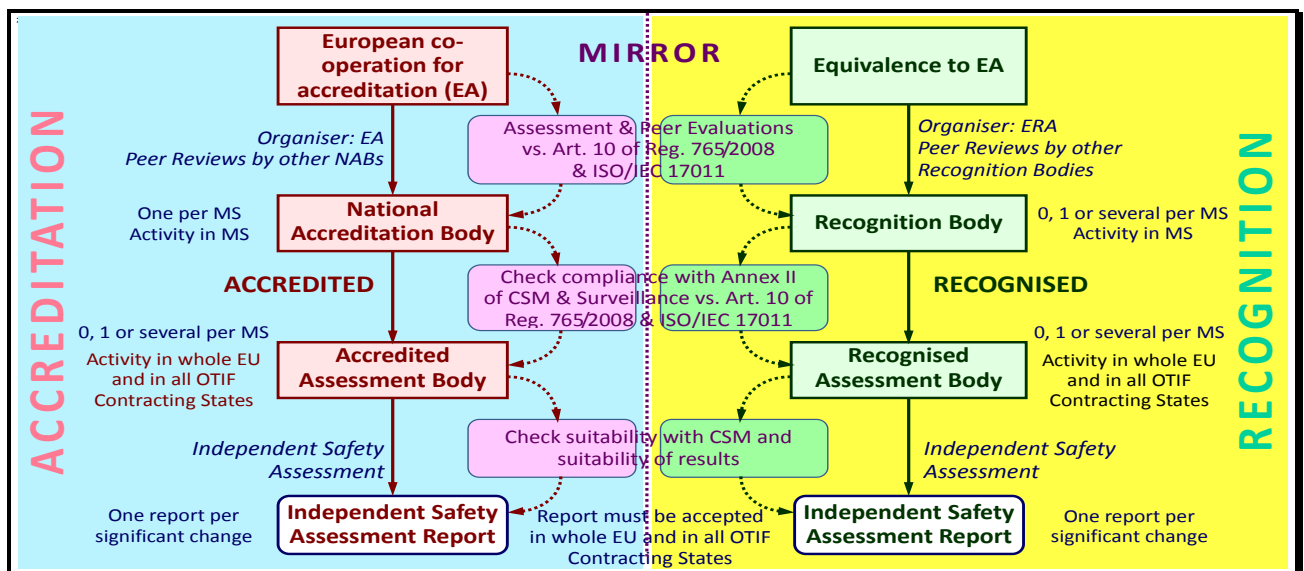 MIRROR
ACCREDITATION
European co-
operation for
accreditation (EA)
Organiser: EA
Peer Reviews by other NABs
One per MS
Activity in MS
National
Accreditation Body
ACCREDITED
0, 1 or several per MS
Activity in whole EU
and in all OTIF
Contracting States
Accredited
Assessment Body
Independent Safety
Assessment
One report per
significant change
Independent Safety
Assessment Report
Assessment & Peer Evaluations
vs. Art. 10 of Reg. 765/2008
& ISO/IEC 17011
Check compliance with Annex II
of CSM & Surveillance vs. Art. 10 of
Reg. 765/2008 & ISO/IEC 17011
Check suitability with CSM and
suitability of results
Report must be accepted
in whole EU and in all OTIF
Contracting States
Equivalence to EA
Organiser: ERA
Peer Reviews by other
Recognition Bodies
Recognition Body
0, 1 or several per MS
Activity in MS
RECOGNISED
0, 1 or several per MS
Recognised
Assessment Body
Activity in whole EU
and in all OTIF
Contracting States
Independent Safety
Assessment
Independent Safety
Assessment Report
One report per
significant change
RECOGNITION